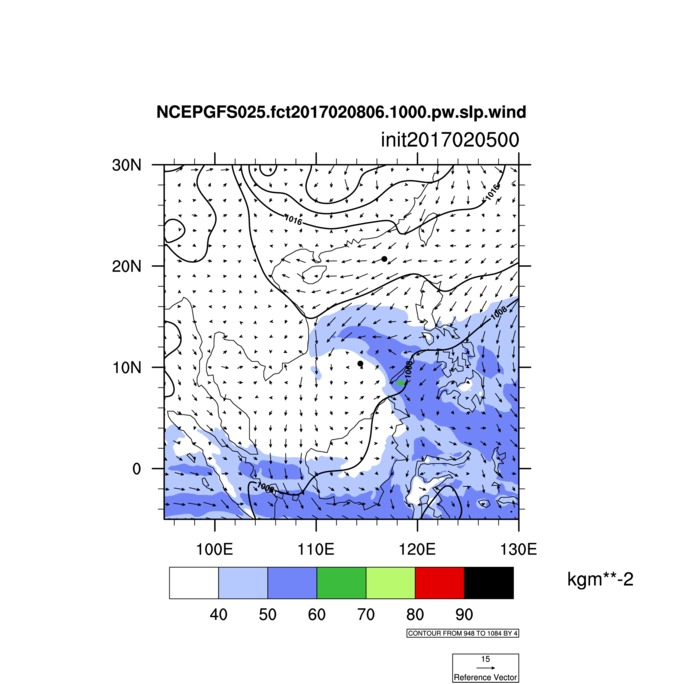 NCEPGFS025.fct2017020806.1000.pw.slp.wind
init2017020500
30N
20N
10N
0
1016
1016
1008
1008
1008
100E
110E
120E
130E
kgm**-2
40
50
60
70
80
90
CONTOUR FROM 948 TO 1084 BY 4
15
Reference Vector